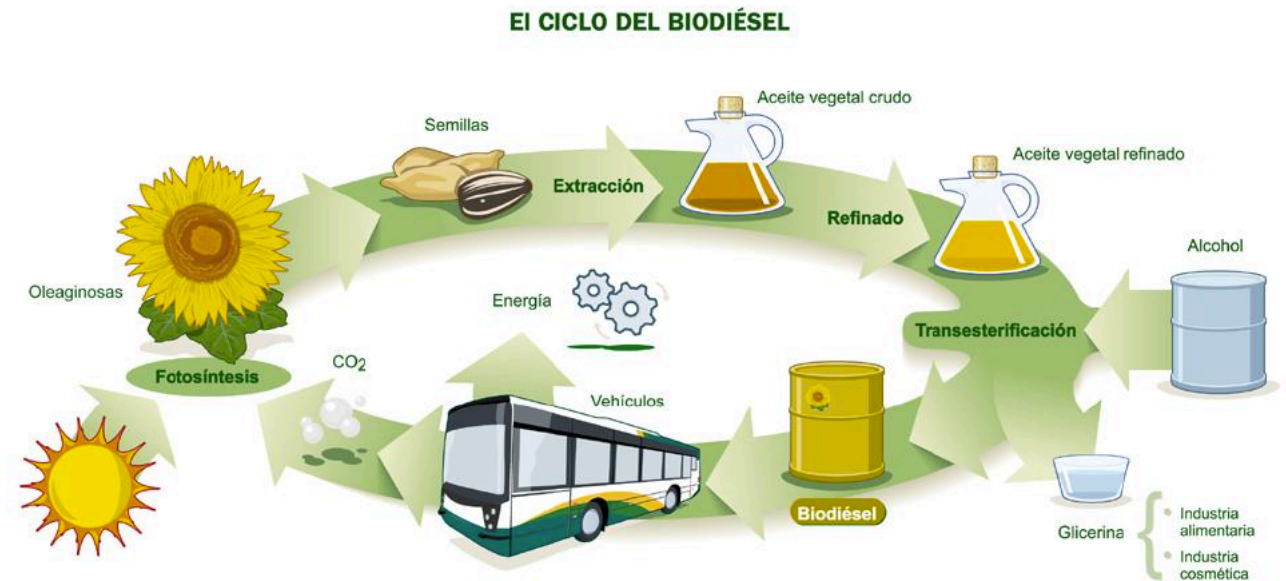 El CICLO DEL BIODIÉSEL
Aceite vegetal crudo
Semillas
Aceite vegetal refinado
Extracción
Refinado
Alcohol
Oleaginosas
Energía
Transesterificación
CO2
Fotosíntesis
Vehículos
Biodiésel
Glicerina
• Industria
alimentaria
• Industria
cosmética